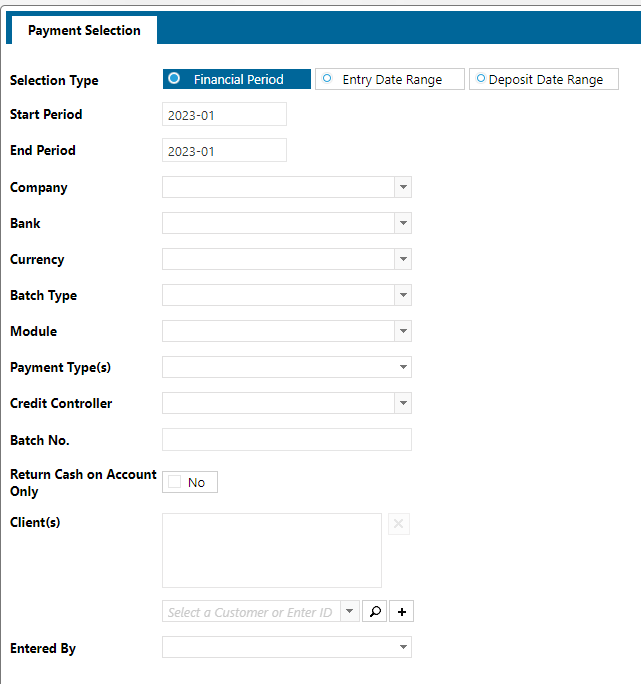 Payment Selection
Selection Type Financial Period Entry Date Range Deposit Date Range
Start Period 2023-01
End Period 2023-01
Company
Bank
Currency
Batch Type
Module
Payment Type(s)
Credit Controller
Batch No.
Return Cash on Account
Only No
Client(s)
Select a Customer or Enter ID
Entered By